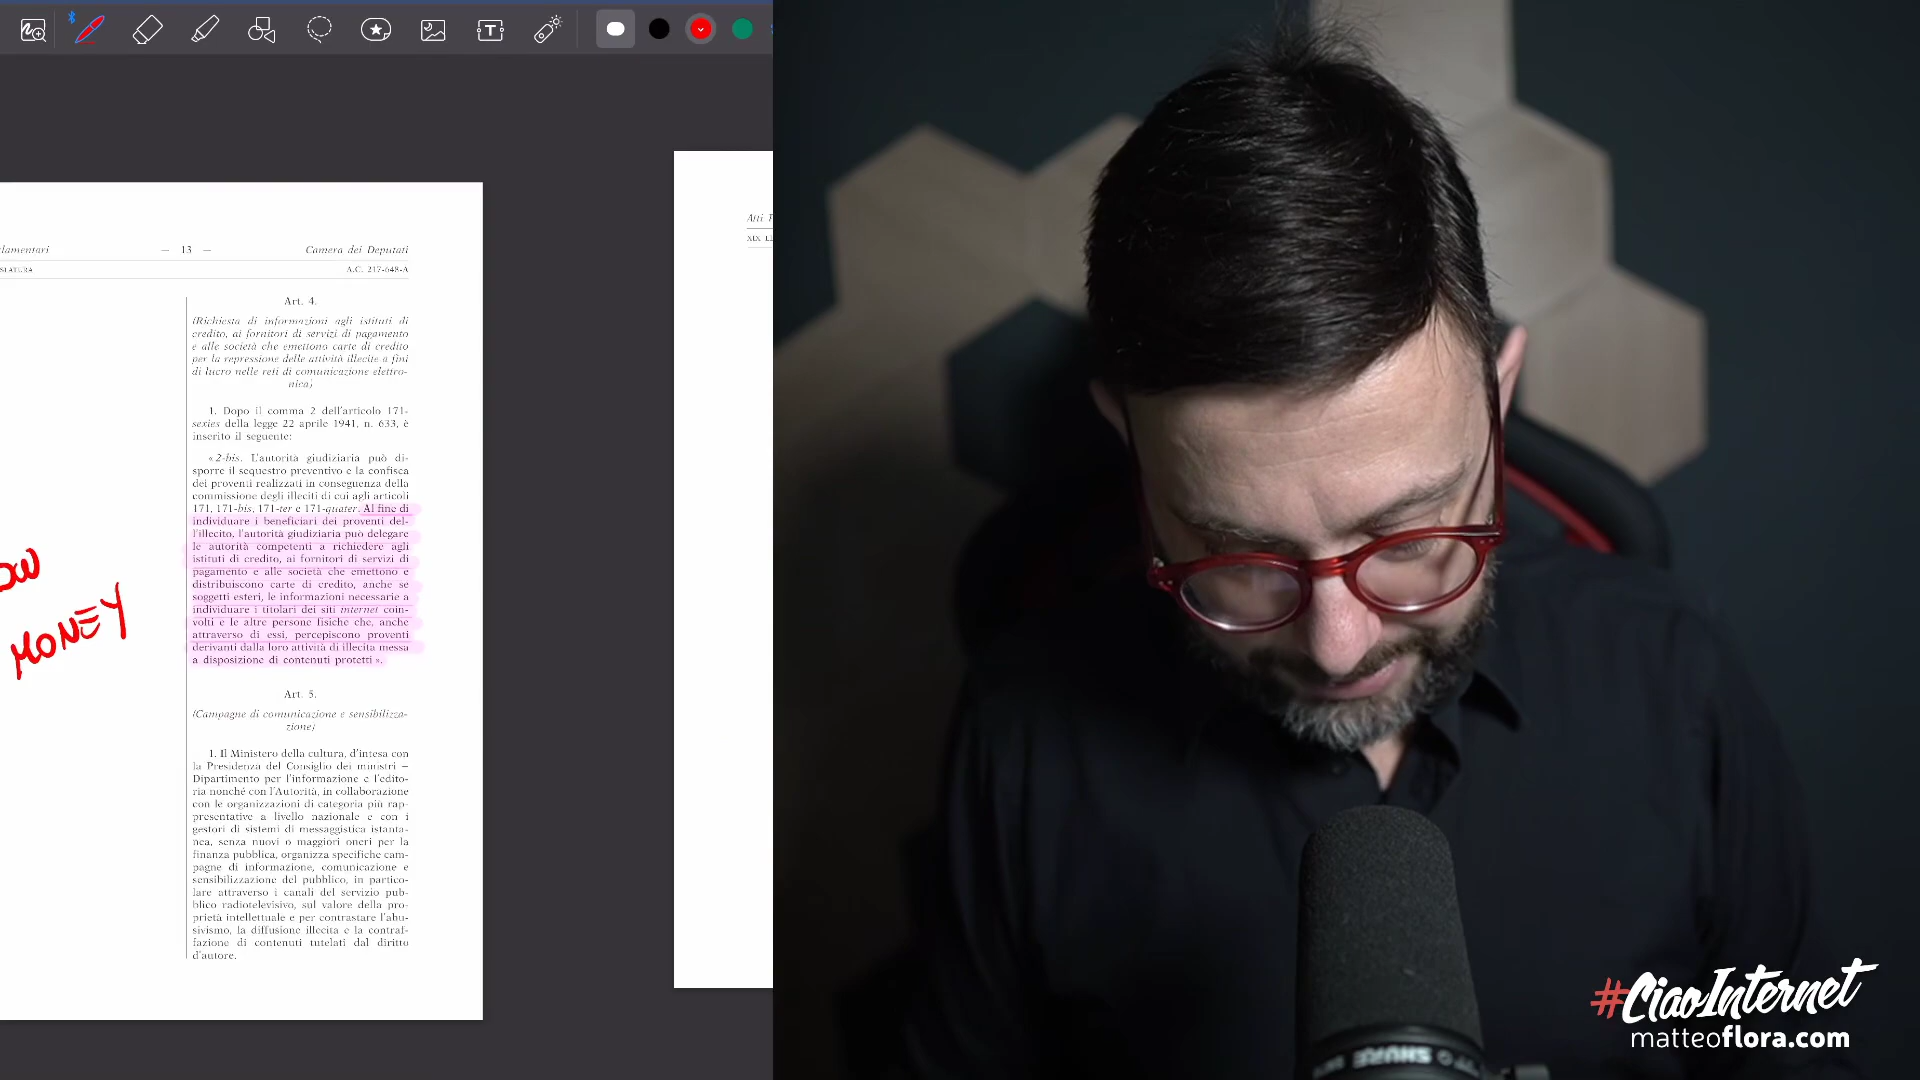 lamentari — 13 — Camera dei Deputati
SLATURA A.C. 217-648-A
Art. 4.
(Richiesta di informazioni agli istituti di
credito, ai fornitori di servizi di pagamento
e alle società che emettono carte di credito
per la repressione delle attività illecite a fini
di lucro nelle reti di comunicazione elettro-
nica)
1. Dopo il comma 2 dell'articolo 171-
sexies della legge 22 aprile 1941, n. 633, è
inserito il seguente:
« 2-bis. L'autorità giudiziaria può di-
sporre il sequestro preventivo e la confisca
dei proventi realizzati in conseguenza della
commissione degli illeciti di cui agli articoli
171, 171-bis, 171-ter e 171-quater. Al fine di
individuare i beneficiari dei proventi del-
l'illecito, l'autorità giudiziaria può delegare
le autorità competenti a richiedere agli
istituti di credito, ai fornitori di servizi di
pagamento e alle società che emettono e
distribuiscono carte di credito, anche se
soggetti esteri, le informazioni necessarie a
individuare i titolari dei siti internet coin-
volti e le altre persone fisiche che, anche
attraverso di essi, percepiscono proventi
derivanti dalla loro attività di illecita messa
a disposizione di contenuti protetti ».
Art. 5.
(Campagne di comunicazione e sensibilizza-
zione)
1. Il Ministero della cultura, d'intesa con
la Presidenza del Consiglio dei ministri –
Dipartimento per l'informazione e l'edito-
ria nonché con l'Autorità, in collaborazione
con le organizzazioni di categoria più rap-
presentative a livello nazionale e con i
gestori di sistemi di messaggistica istanta-
nea, senza nuovi o maggiori oneri per la
finanza pubblica, organizza specifiche cam-
pagne di informazione, comunicazione e
sensibilizzazione del pubblico, in partico-
lare attraverso i canali del servizio pub-
blico radiotelevisivo, sul valore della pro-
prietà intellettuale e per contrastare l'abu-
sivismo, la diffusione illecita e la contraf-
fazione di contenuti tutelati dal diritto
d'autore.
OW
MONEY
Atti P
XIX LE
SHURE
#CiaoInternet
matteoflora.com